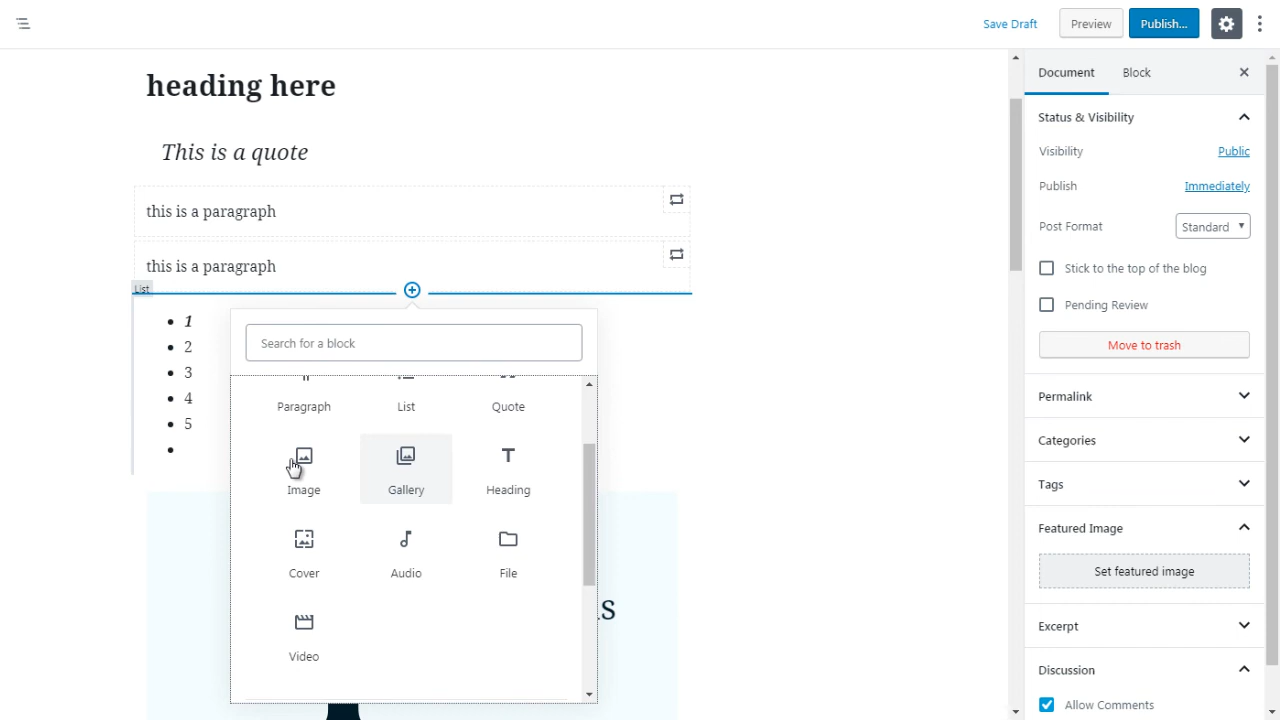 Save Draft
Preview
Publish...
heading here
This is a quote
this is a paragraph
this is a paragraph
List
1
2
3
4
5
Search for a block
Paragraph
List
Quote
Image
Gallery
Heading
Cover
Audio
File
Video
Document
Block
Status & Visibility
Visibility
Public
Publish
Immediately
Post Format
Standard
Stick to the top of the blog
Pending Review
Move to trash
Permalink
Categories
Tags
Featured Image
Set featured image
Excerpt
Discussion
Allow Comments